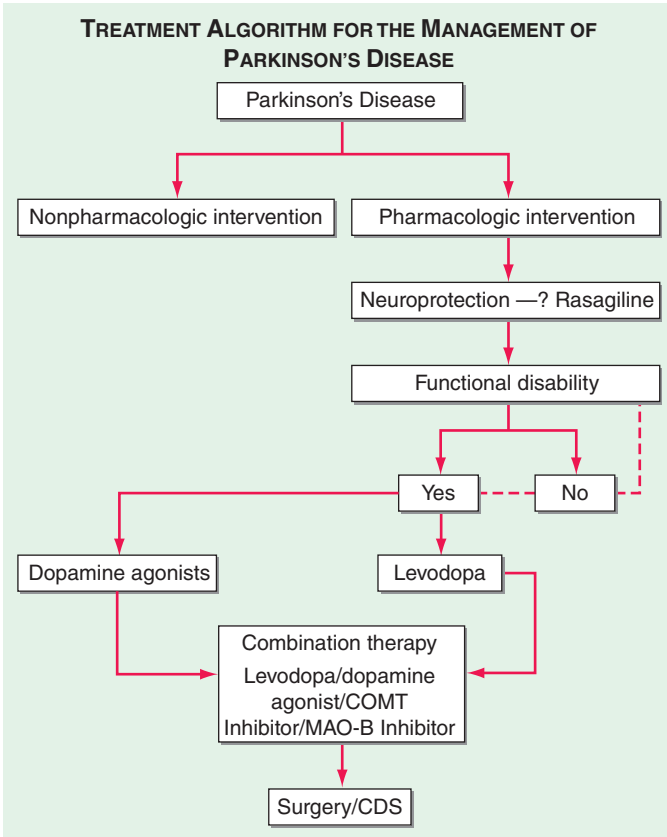 TREATMENT ALGORITHM FOR THE MANAGEMENT OF
PARKINSON'S DISEASE
Parkinson's Disease
Nonpharmacologic intervention
Pharmacologic intervention
Neuroprotection —? Rasagiline
Functional disability
Yes
No
Dopamine agonists
Levodopa
Combination therapy
Levodopa/dopamine
agonist/COMT
Inhibitor/MAO-B Inhibitor
Surgery/CDS